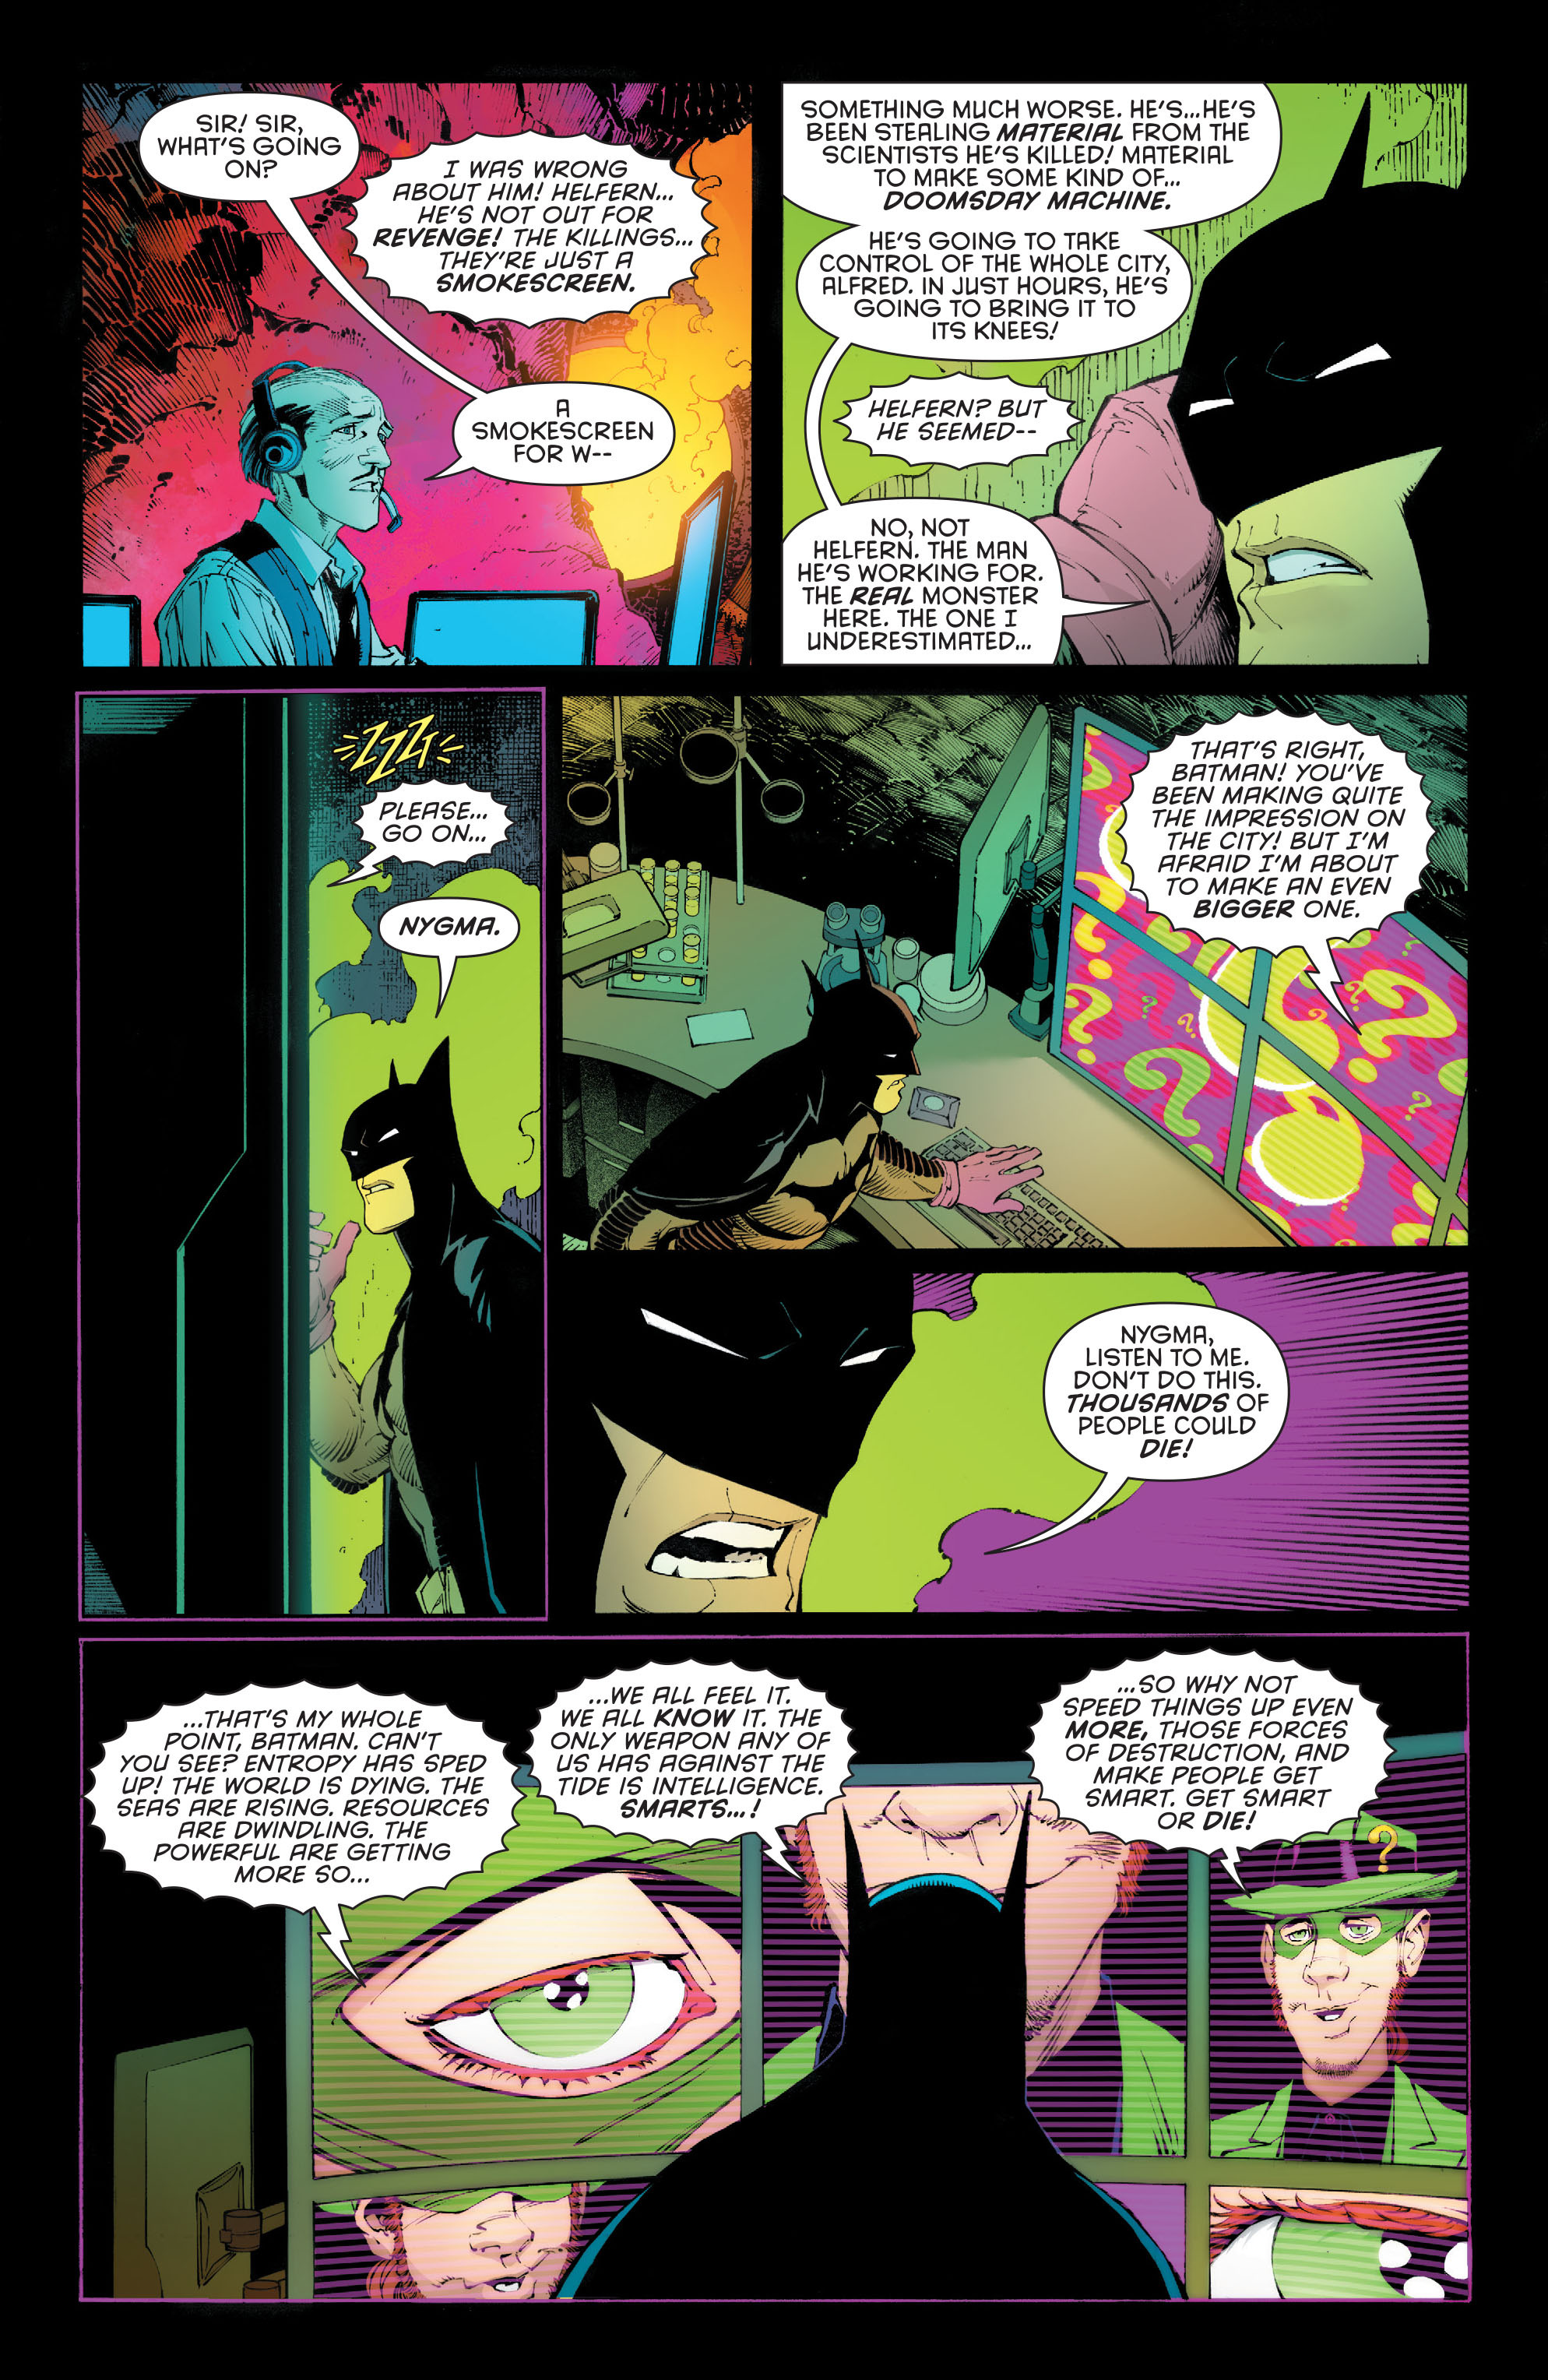 SIR! SIR,
WHAT'S GOING
ON?
I WAS WRONG
ABOUT HIM! HELFERN...
HE'S NOT OUT FOR
REVENGE! THE KILLINGS...
THEY'RE JUST A
SMOKESCREEN.
A
SMOKESCREEN
FOR W--
SOMETHING MUCH WORSE. HE'S...HE'S
BEEN STEALING MATERIAL FROM THE
SCIENTISTS HE'S KILLED! MATERIAL
TO MAKE SOME KIND OF...
DOOMSDAY MACHINE.
HE'S GOING TO TAKE
CONTROL OF THE WHOLE CITY,
ALFRED. IN JUST HOURS, HE'S
GOING TO BRING IT TO
ITS KNEES!
HELFERN? BUT
HE SEEMED--
NO, NOT
HELFERN. THE MAN
HE'S WORKING FOR.
THE REAL MONSTER
HERE. THE ONE I
UNDERESTIMATED...
ZZZT
PLEASE...
GO ON...
NYGMA.
THAT'S RIGHT,
BATMAN! YOU'VE
BEEN MAKING QUITE
THE IMPRESSION ON
THE CITY! BUT I'M
AFRAID I'M ABOUT
TO MAKE AN EVEN
BIGGER ONE.
NYGMA,
LISTEN TO ME.
DON'T DO THIS.
THOUSANDS OF
PEOPLE COULD
DIE!
...THAT'S MY WHOLE
POINT, BATMAN. CAN'T
YOU SEE? ENTROPY HAS SPED
UP! THE WORLD IS DYING. THE
SEAS ARE RISING. RESOURCES
ARE DWINDLING. THE
POWERFUL ARE GETTING
MORE SO...
...WE ALL FEEL IT.
WE ALL KNOW IT. THE
ONLY WEAPON ANY OF
US HAS AGAINST THE
TIDE IS INTELLIGENCE.
SMARTS...!
...SO WHY NOT
SPEED THINGS UP EVEN
MORE, THOSE FORCES
OF DESTRUCTION, AND
MAKE PEOPLE GET
SMART. GET SMART
OR DIE!
?